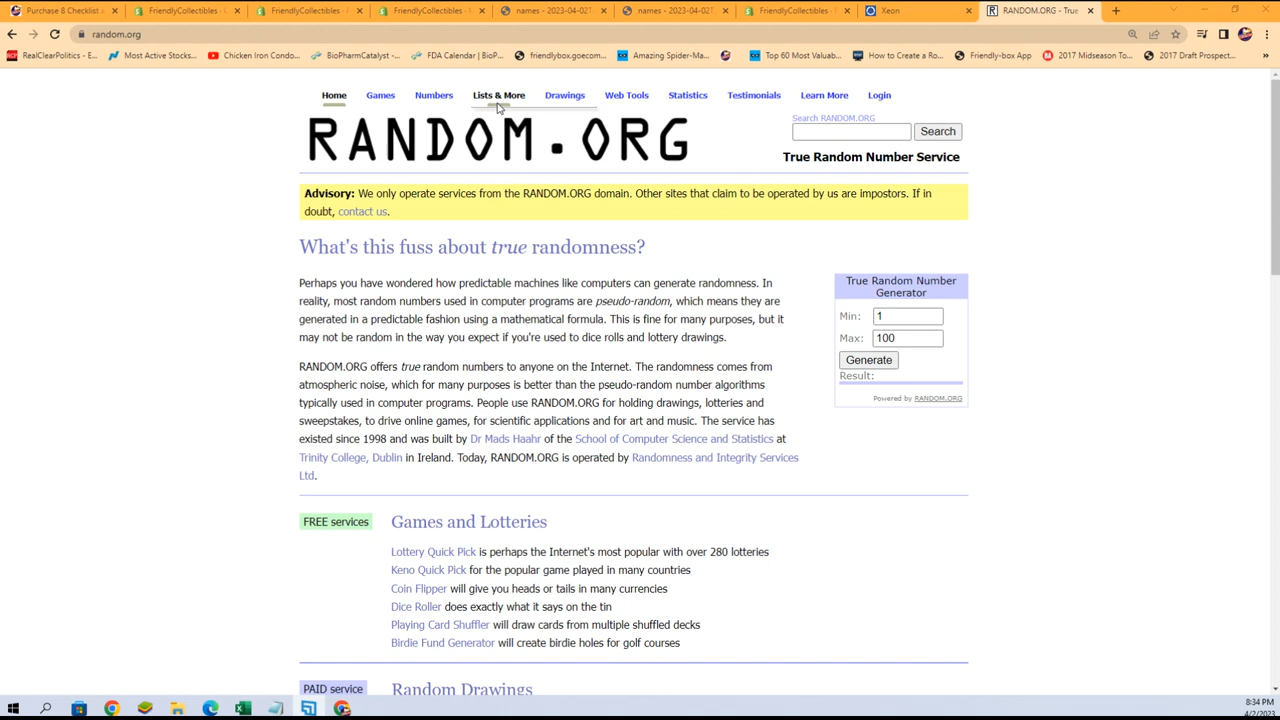 Purchase 8 Checklist a
FriendlyCollectibles -
FriendlyCollectibles -
FriendlyCollectibles -
names - 2023-04-02T
names - 2023-04-02T
FriendlyCollectibles -
Xeon
RANDOM.ORG - True
random.org
RealClearPolitics - E...
Most Active Stocks...
Chicken Iron Condo...
BioPharmCatalyst -...
FDA Calendar | BioP...
friendlybox.goecom...
Amazing Spider-Ma...
Top 60 Most Valuab...
How to Create a Ro...
Friendly-box App
2017 Midseason To...
2017 Draft Prospect...
Home Games Numbers Lists & More Drawings Web Tools Statistics Testimonials Learn More Login
Search RANDOM.ORG
Search
RANDOM.ORG
True Random Number Service
Advisory: We only operate services from the RANDOM.ORG domain. Other sites that claim to be operated by us are impostors. If in
doubt, contact us.
What's this fuss about true randomness?
Perhaps you have wondered how predictable machines like computers can generate randomness. In
reality, most random numbers used in computer programs are pseudo-random, which means they are
generated in a predictable fashion using a mathematical formula. This is fine for many purposes, but it
may not be random in the way you expect if you're used to dice rolls and lottery drawings.
RANDOM.ORG offers true random numbers to anyone on the Internet. The randomness comes from
atmospheric noise, which for many purposes is better than the pseudo-random number algorithms
typically used in computer programs. People use RANDOM.ORG for holding drawings, lotteries and
sweepstakes, to drive online games, for scientific applications and for art and music. The service has
existed since 1998 and was built by Dr Mads Haahr of the School of Computer Science and Statistics at
Trinity College, Dublin in Ireland. Today, RANDOM.ORG is operated by Randomness and Integrity Services
Ltd.
True Random Number
Generator
Min: 1
Max: 100
Generate
Result:
Powered by RANDOM.ORG
FREE services
Games and Lotteries
Lottery Quick Pick is perhaps the Internet's most popular with over 280 lotteries
Keno Quick Pick for the popular game played in many countries
Coin Flipper will give you heads or tails in many currencies
Dice Roller does exactly what it says on the tin
Playing Card Shuffler will draw cards from multiple shuffled decks
Birdie Fund Generator will create birdie holes for golf courses
PAID service
Random Drawings
8:34 PM
4/2/2023